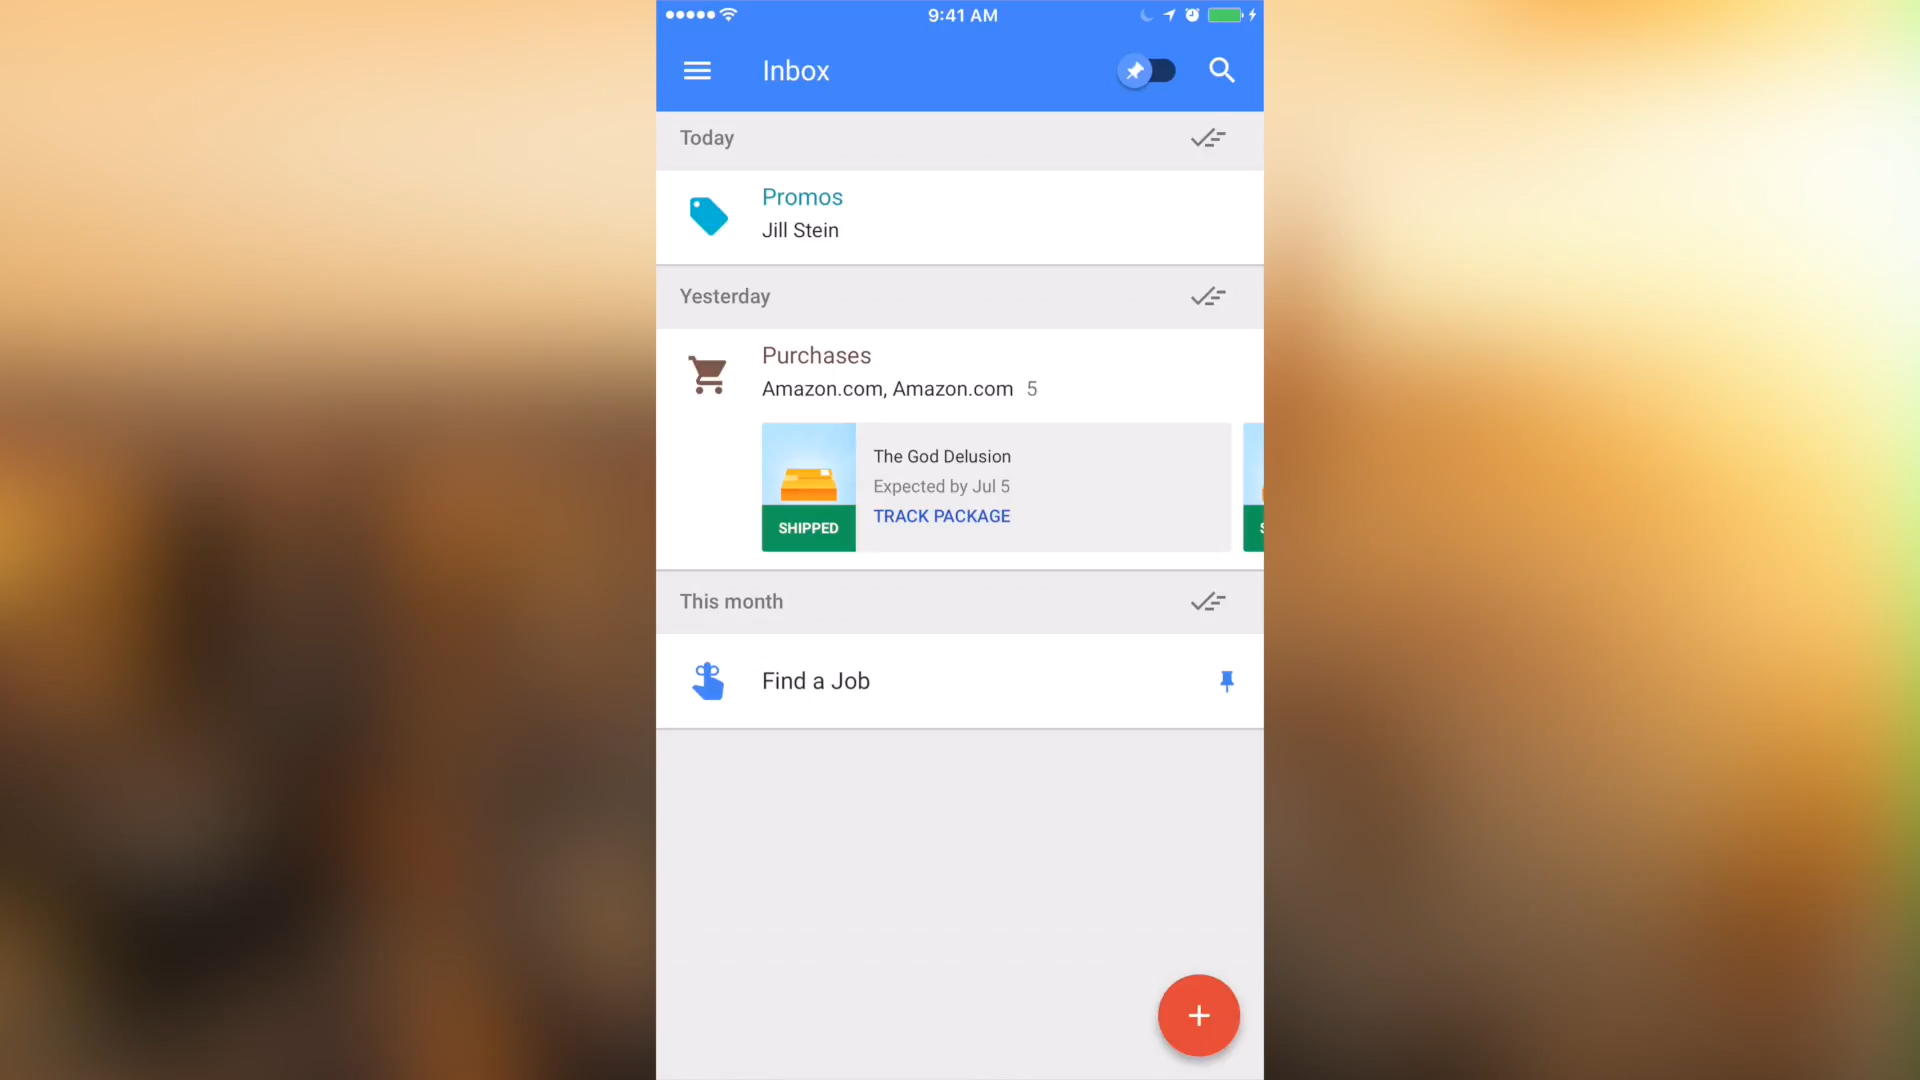 9:41 AM
Inbox
Today
Promos
Jill Stein
Yesterday
Purchases
Amazon.com, Amazon.com 5
The God Delusion
Expected by Jul 5
TRACK PACKAGE
SHIPPED
This month
Find a Job